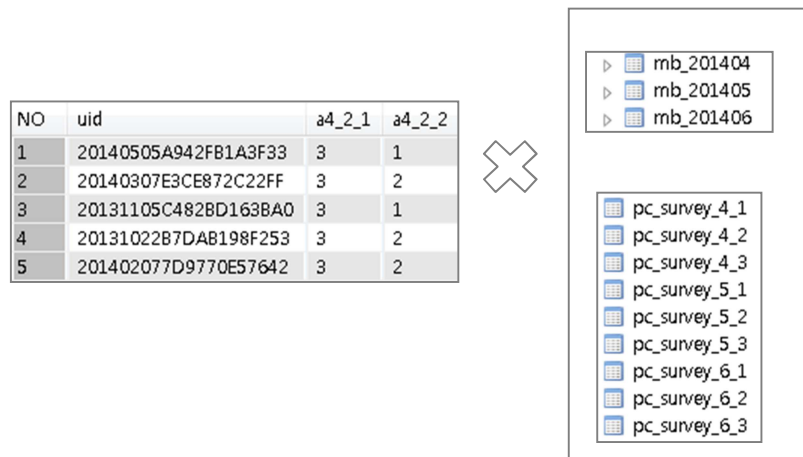 NO uid a4_2_1 a4_2_2
1 20140505A942FB1A3F33 3 1
2 20140307E3CE872C22FF 3 2
3 20131105C482BD163BA0 3 1
4 20131022B7DAB198F253 3 2
5 201402077D9770E57642 3 2
mb_201404
mb_201405
mb_201406
pc_survey_4_1
pc_survey_4_2
pc_survey_4_3
pc_survey_5_1
pc_survey_5_2
pc_survey_5_3
pc_survey_6_1
pc_survey_6_2
pc_survey_6_3